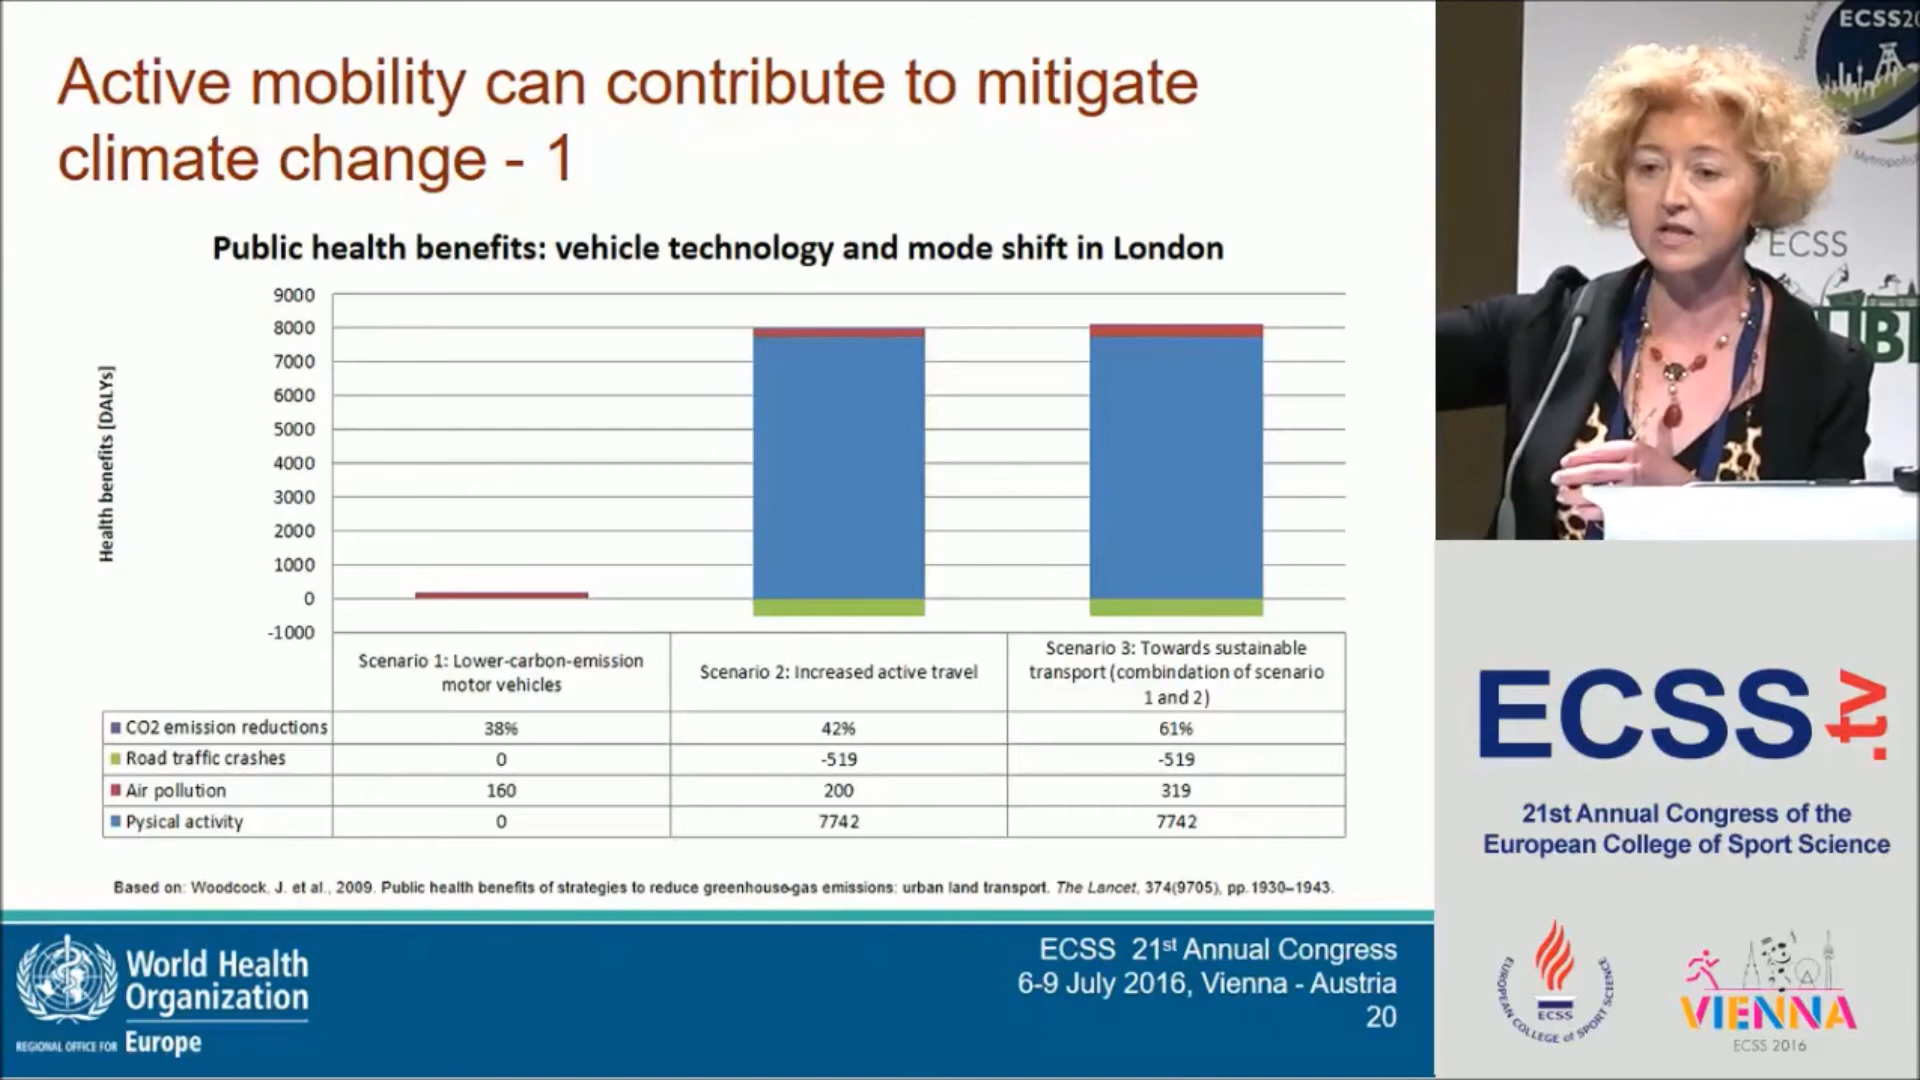 Active mobility can contribute to mitigate
climate change - 1
Public health benefits: vehicle technology and mode shift in London
Health benefits [DALYs]
9000
8000
7000
6000
5000
4000
3000
2000
1000
0
-1000
Scenario 1: Lower-carbon-emission
motor vehicles
Scenario 2: Increased active travel
Scenario 3: Towards sustainable
transport (combindation of scenario
1 and 2)
CO2 emission reductions 38% 42% 61%
Road traffic crashes 0 -519 -519
Air pollution 160 200 319
Pysical activity 0 7742 7742
Based on: Woodcock, J. et al., 2009. Public health benefits of strategies to reduce greenhouse-gas emissions: urban land transport. The Lancet, 374(9705), pp.1930–1943.
World Health
Organization
REGIONAL OFFICE FOR Europe
ECSS 21st Annual Congress
6-9 July 2016, Vienna - Austria
20
ECSS20
Metropolis
ECSS
ECSS.tv
21st Annual Congress of the
European College of Sport Science
EUROPEAN COLLEGE of SPORT SCIENCE
ECSS
VIENNA
ECSS 2016